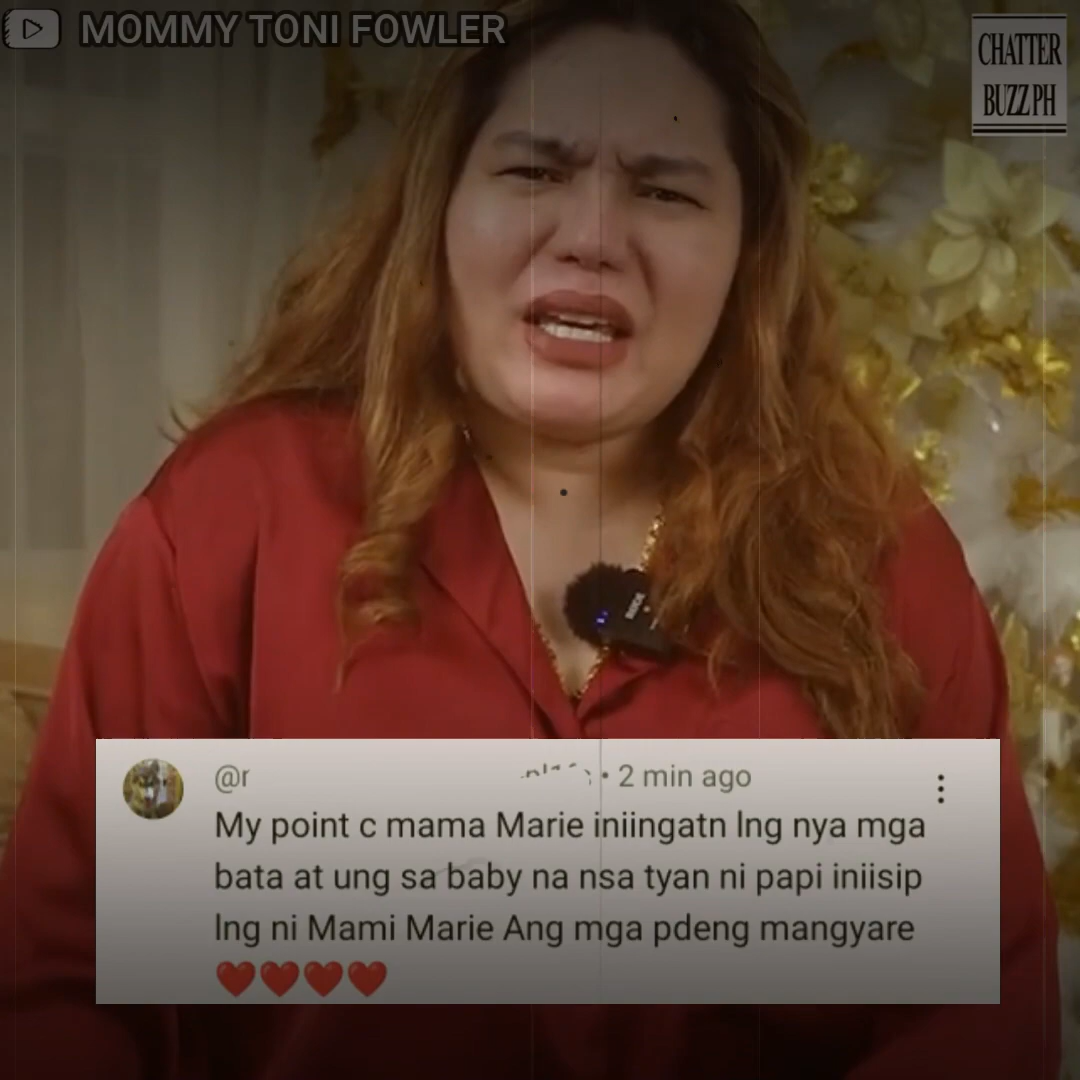 MOMMY TONI FOWLER
CHATTER
BUZZ PH
@r • 2 min ago
My point c mama Marie iniingatn lng nya mga
bata at ung sa baby na nsa tyan ni papi iniisip
lng ni Mami Marie Ang mga pdeng mangyare
❤️❤️❤️❤️